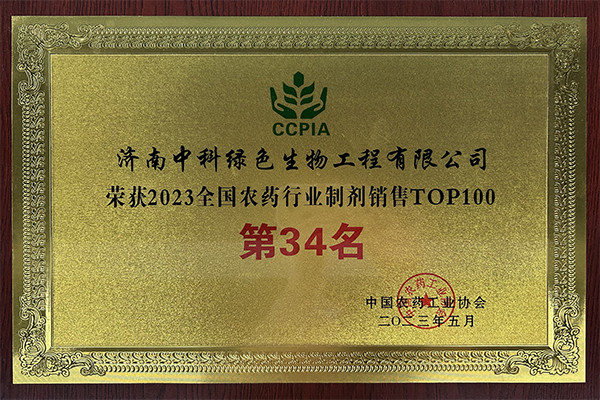 CCPIA
济南中科绿色生物工程有限公司
荣获2023全国农药行业制剂销售TOP100
第34名
中国农药工业协会
二〇二三年五月